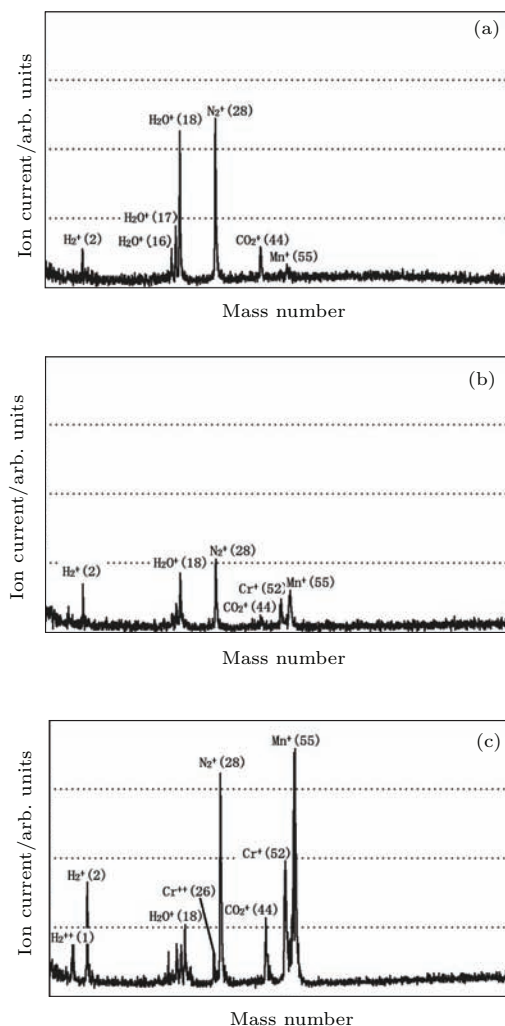 (a)
Ion current/arb. units
N₂⁺(28)
H₂O⁺(18)
H₂O⁺(17)
H₂⁺(2)
H₂O⁺(16)
CO₂⁺(44)
Mn⁺(55)
Mass number
(b)
Ion current/arb. units
N₂⁺(28)
H₂O⁺(18)
H₂⁺(2)
Cr⁺(52)
Mn⁺(55)
CO₂⁺(44)
Mass number
(c)
Ion current/arb. units
Mn⁺(55)
N₂⁺(28)
Cr⁺(52)
H₂⁺(2)
Cr⁺⁺(26)
CO₂⁺(44)
H₂O⁺(18)
H₂⁺⁺(1)
Mass number